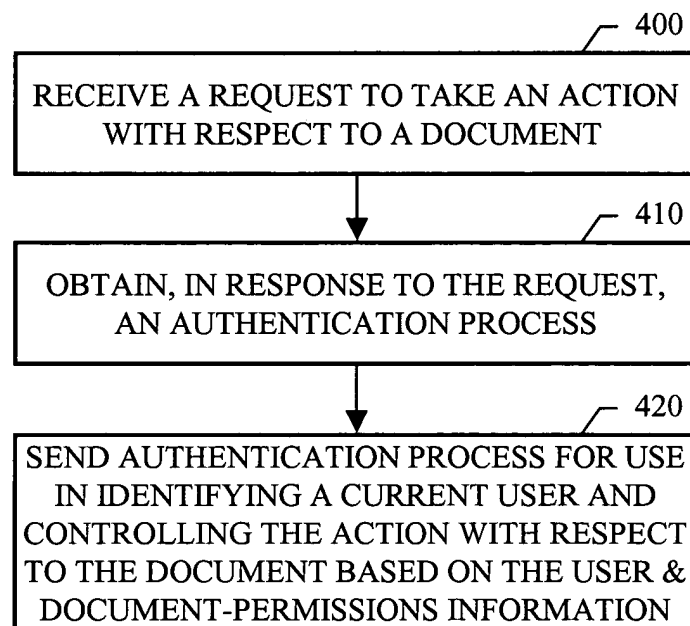 400
RECEIVE A REQUEST TO TAKE AN ACTION
WITH RESPECT TO A DOCUMENT
410
OBTAIN, IN RESPONSE TO THE REQUEST,
AN AUTHENTICATION PROCESS
420
SEND AUTHENTICATION PROCESS FOR USE
IN IDENTIFYING A CURRENT USER AND
CONTROLLING THE ACTION WITH RESPECT
TO THE DOCUMENT BASED ON THE USER &
DOCUMENT-PERMISSIONS INFORMATION